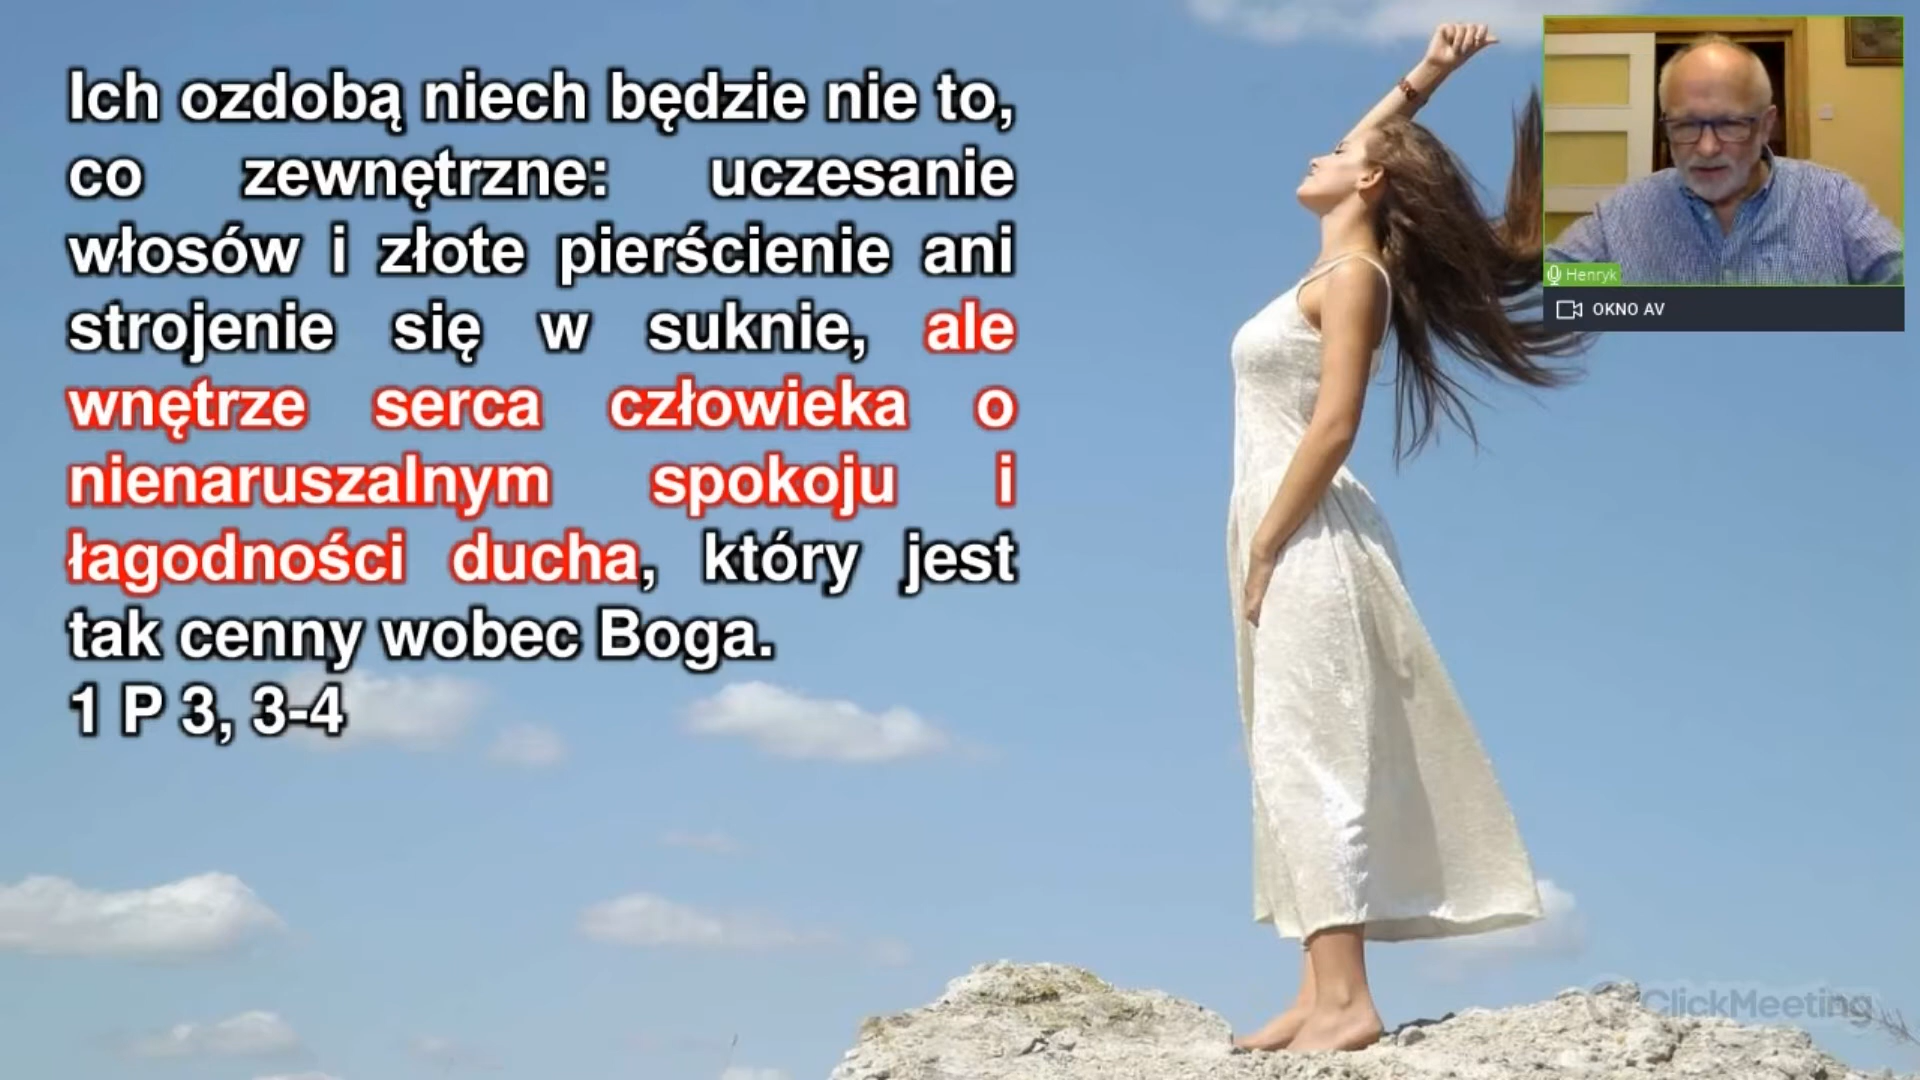 Ich ozdobą niech będzie nie to,
co zewnętrzne: uczesanie
włosów i złote pierścienie ani
strojenie się w suknie, ale
wnętrze serca człowieka o
nienaruszalnym spokoju i
łagodności ducha, który jest
tak cenny wobec Boga.
1 P 3, 3-4
Henryk
OKNO AV
ClickMeeting